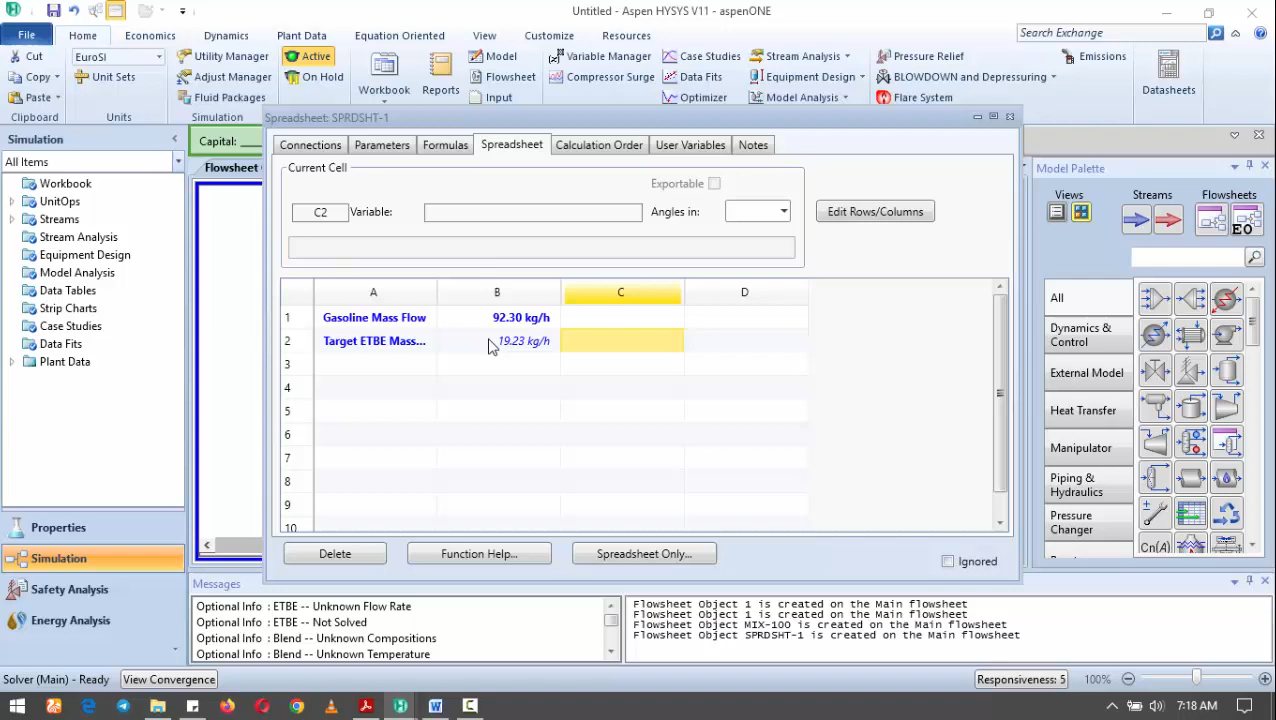 Untitled - Aspen HYSYS V11 - aspenONE
File
Home
Economics
Dynamics
Plant Data
Equation Oriented
View
Customize
Resources
Search Exchange
Cut
Copy
Paste
Clipboard
EuroSI
Unit Sets
Units
Utility Manager
Adjust Manager
Fluid Packages
Simulation
Active
On Hold
Workbook
Reports
Model
Flowsheet
Input
Variable Manager
Compressor Surge
Case Studies
Data Fits
Optimizer
Stream Analysis
Equipment Design
Model Analysis
Pressure Relief
BLOWDOWN and Depressuring
Flare System
Emissions
Datasheets
Simulation
All Items
Workbook
UnitOps
Streams
Stream Analysis
Equipment Design
Model Analysis
Data Tables
Strip Charts
Case Studies
Data Fits
Plant Data
Properties
Simulation
Safety Analysis
Energy Analysis
Capital:
Flowsheet
Spreadsheet: SPRDSHT-1
Connections
Parameters
Formulas
Spreadsheet
Calculation Order
User Variables
Notes
Current Cell
Exportable
C2
Variable:
Angles in:
Edit Rows/Columns
A B C D
1 Gasoline Mass Flow 92.30 kg/h
2 Target ETBE Mass... 19.23 kg/h
3
4
5
6
7
8
9
10
Delete
Function Help...
Spreadsheet Only...
Ignored
Model Palette
Views
Streams
Flowsheets
EO
All
Dynamics &
Control
External Model
Heat Transfer
Manipulator
Piping &
Hydraulics
Pressure
Changer
Cn(A)
Messages
Optional Info : ETBE -- Unknown Flow Rate
Optional Info : ETBE -- Not Solved
Optional Info : Blend -- Unknown Compositions
Optional Info : Blend -- Unknown Temperature
Flowsheet Object 1 is created on the Main flowsheet
Flowsheet Object 1 is created on the Main flowsheet
Flowsheet Object MIX-100 is created on the Main flowsheet
Flowsheet Object SPRDSHT-1 is created on the Main flowsheet
Solver (Main) - Ready
View Convergence
Responsiveness: 5
100%
7:18 AM